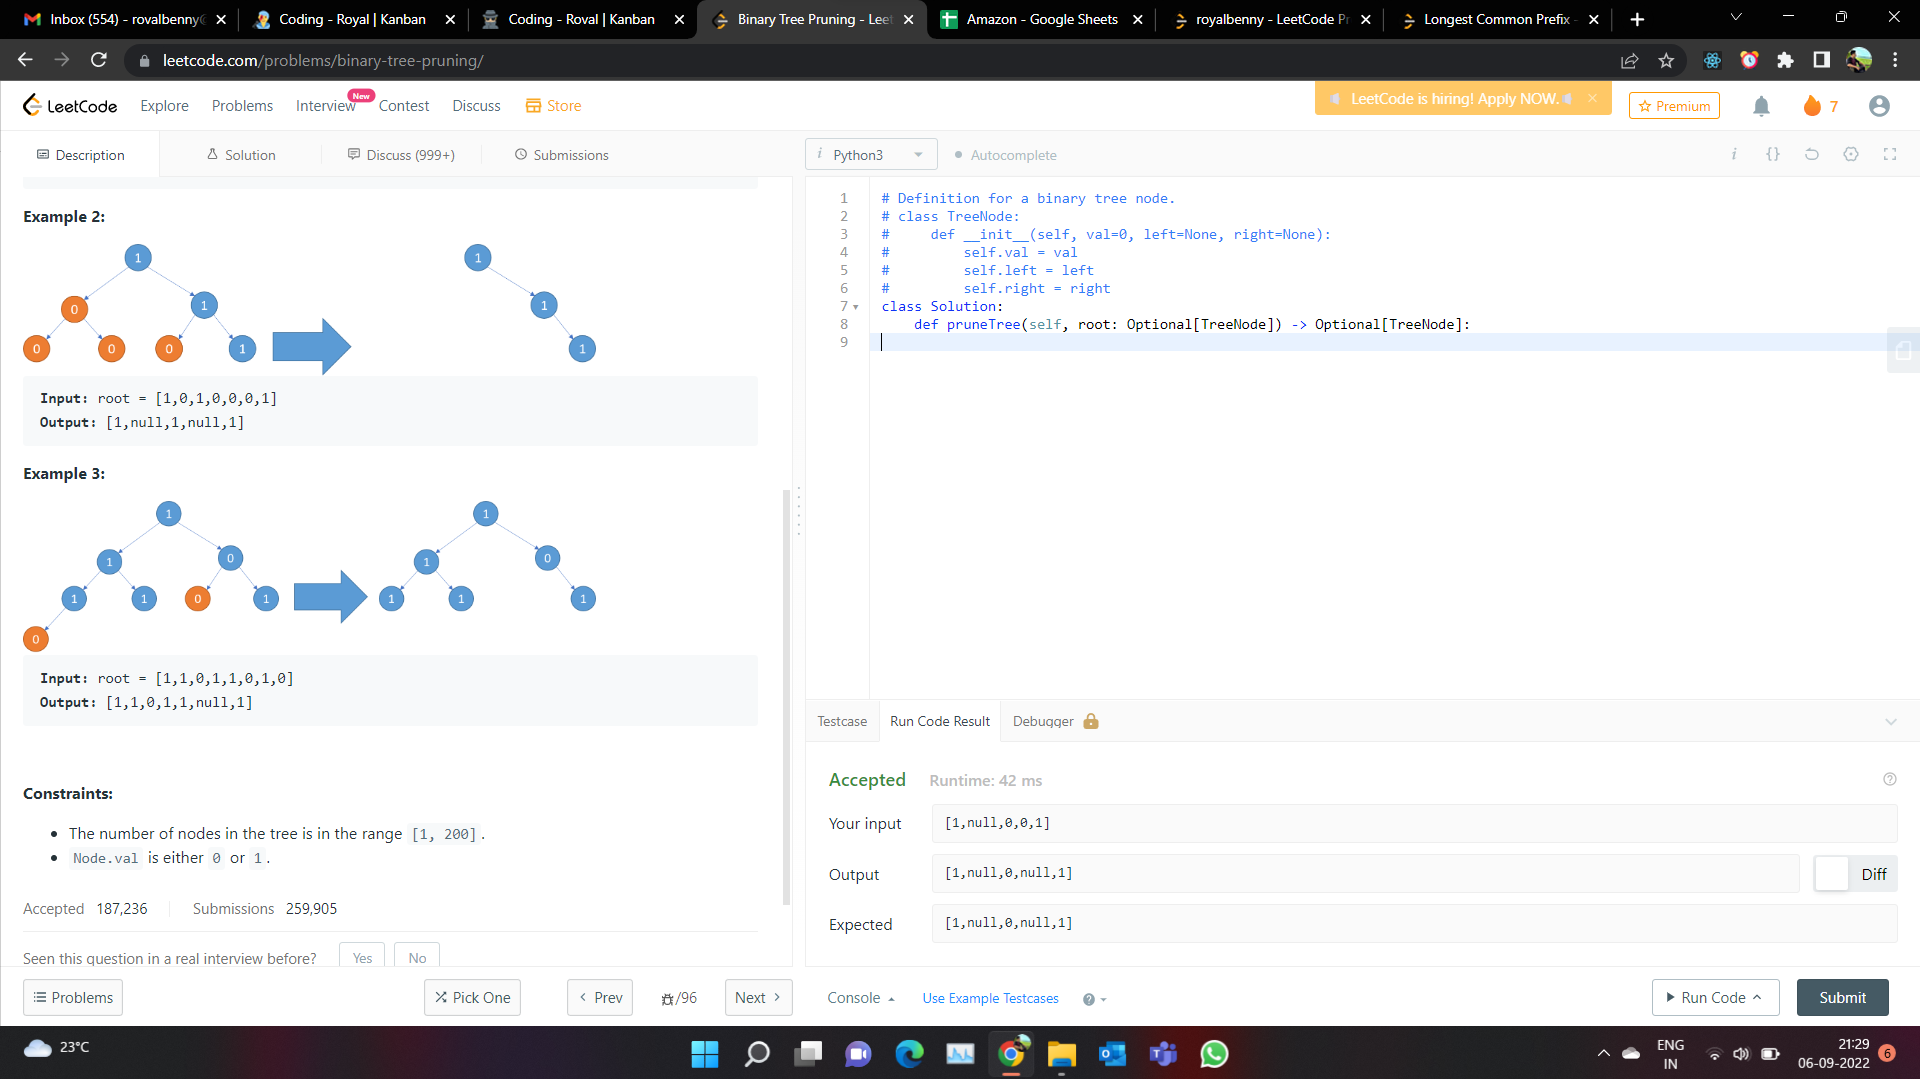 Inbox (554) - rovalbenny@
Coding - Royal | Kanban
Coding - Roval | Kanban
Binary Tree Pruning - Leet
Amazon - Google Sheets
royalbenny - LeetCode Pr
Longest Common Prefix -
leetcode.com/problems/binary-tree-pruning/
LeetCode
Explore
Problems
Interview
New
Contest
Discuss
Store
LeetCode is hiring! Apply NOW.
Premium
7
Description
Solution
Discuss (999+)
Submissions
i Python3
Autocomplete
i {}
Example 2:
1
0
1
0
0
0
1
1
1
1
Input: root = [1,0,1,0,0,0,1]
Output: [1,null,1,null,1]
Example 3:
1
1
0
1
1
0
1
0
1
1
0
1
1
1
Input: root = [1,1,0,1,1,0,1,0]
Output: [1,1,0,1,1,null,1]
Constraints:
• The number of nodes in the tree is in the range [1, 200].
• Node.val is either 0 or 1.
Accepted 187,236
Submissions 259,905
Seen this question in a real interview before?
Yes
No
Problems
Pick One
Prev
/96
Next
1 # Definition for a binary tree node.
2 # class TreeNode:
3 #     def __init__(self, val=0, left=None, right=None):
4 #         self.val = val
5 #         self.left = left
6 #         self.right = right
7 class Solution:
8     def pruneTree(self, root: Optional[TreeNode]) -> Optional[TreeNode]:
9
Testcase
Run Code Result
Debugger
Accepted
Runtime: 42 ms
Your input
[1,null,0,0,1]
Output
[1,null,0,null,1]
Diff
Expected
[1,null,0,null,1]
Console
Use Example Testcases
Run Code
Submit
23°C
ENG
IN
21:29
06-09-2022
6